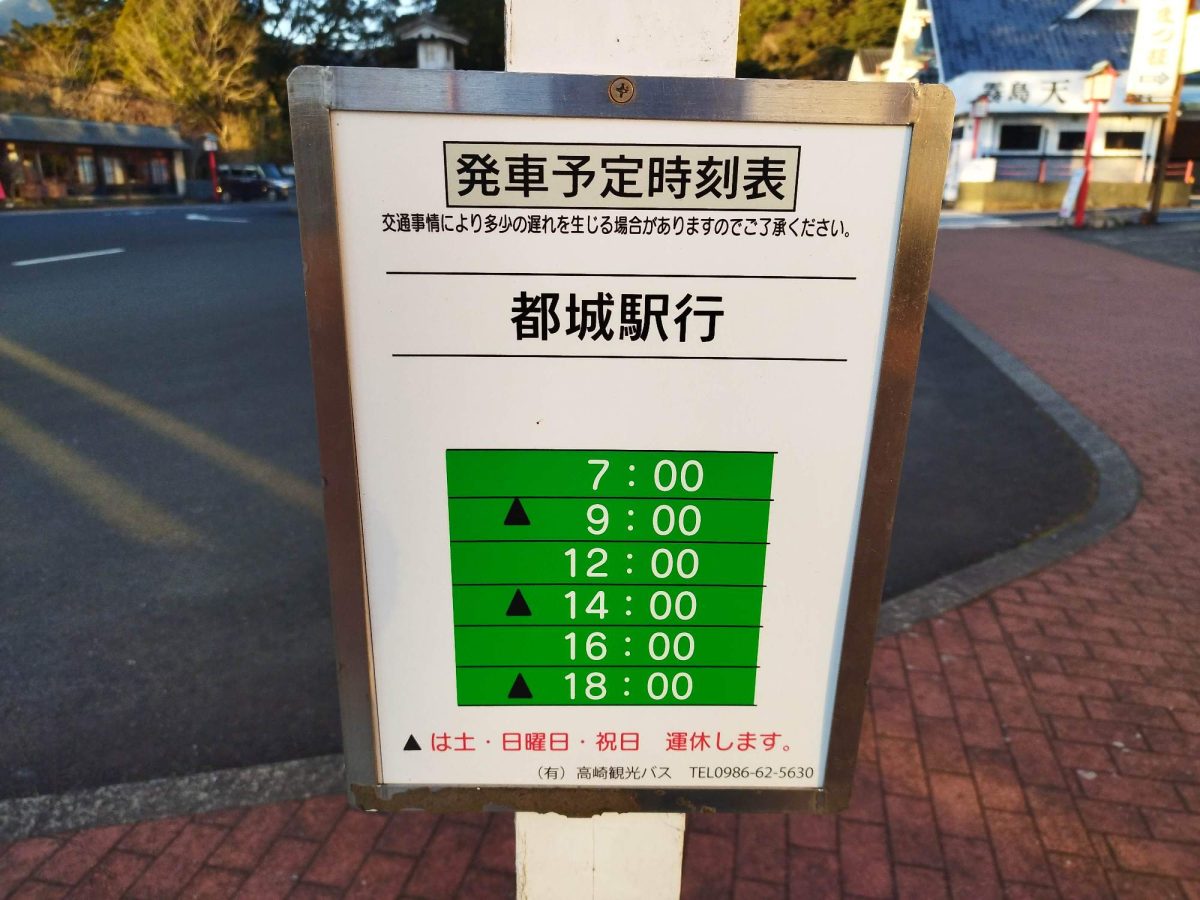 発車予定時刻表
交通事情により多少の遅れを生じる場合がありますのでご了承ください。
都城駅行
7:00
▲ 9:00
12:00
▲ 14:00
16:00
▲ 18:00
▲は土・日曜日・祝日 運休します。
(有)高崎観光バス TEL0986-62-5630
霧島 天